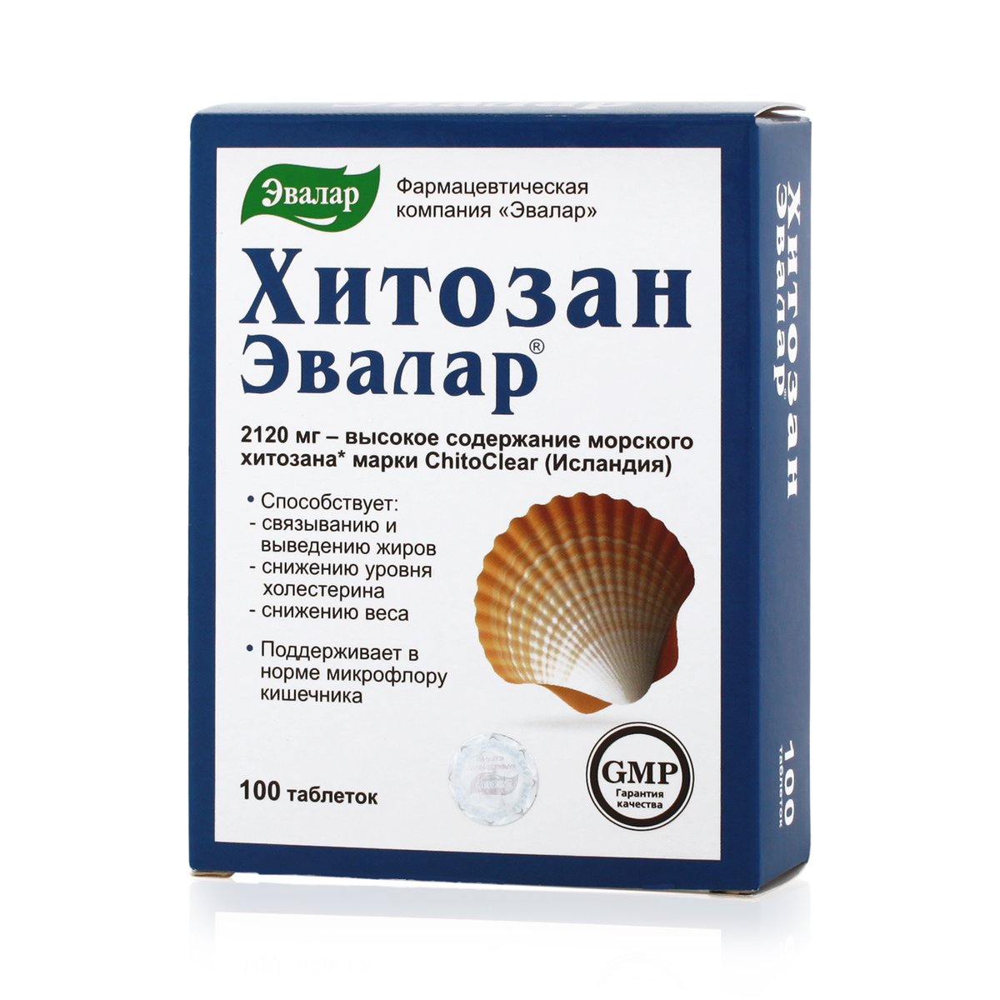 Эвалар
Фармацевтическая
компания «Эвалар»
Хитозан
Эвалар®
2120 мг – высокое содержание морского
хитозана* марки ChitoClear (Исландия)
• Способствует:
- связыванию и
выведению жиров
- снижению уровня
холестерина
- снижению веса
• Поддерживает в
норме микрофлору
кишечника
100 таблеток
GMP
Гарантия
качества
Хитозан
Эвалар®
100
таблеток